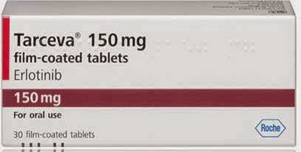 Tarceva® 150 mg
film-coated tablets
Erlotinib
150 mg
For oral use
30 film-coated tablets
Roche